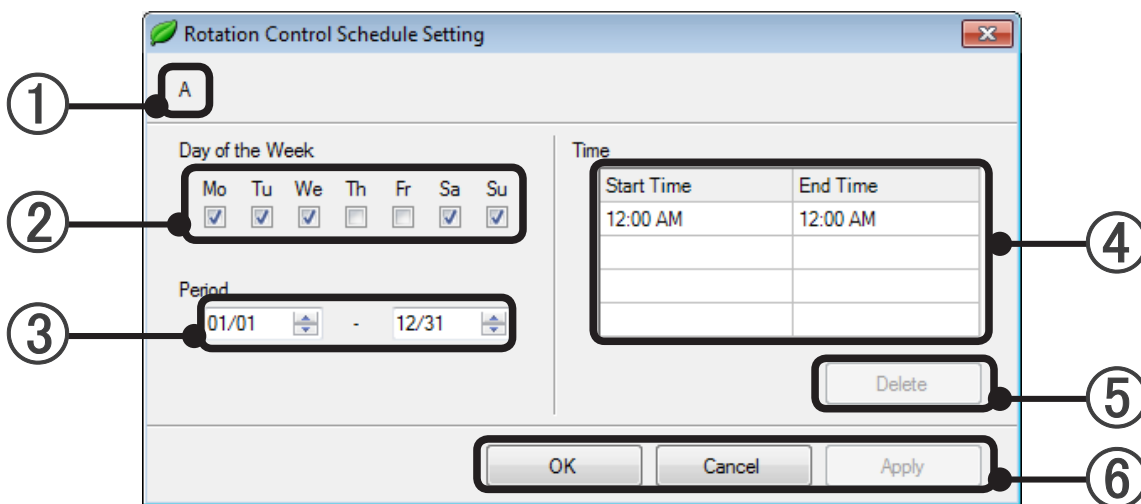 Rotation Control Schedule Setting
① A
Day of the Week
② Mo Tu We Th Fr Sa Su
Period
③ 01/01 - 12/31
Time
Start Time End Time
12:00 AM 12:00 AM
④
Delete ⑤
OK Cancel Apply ⑥